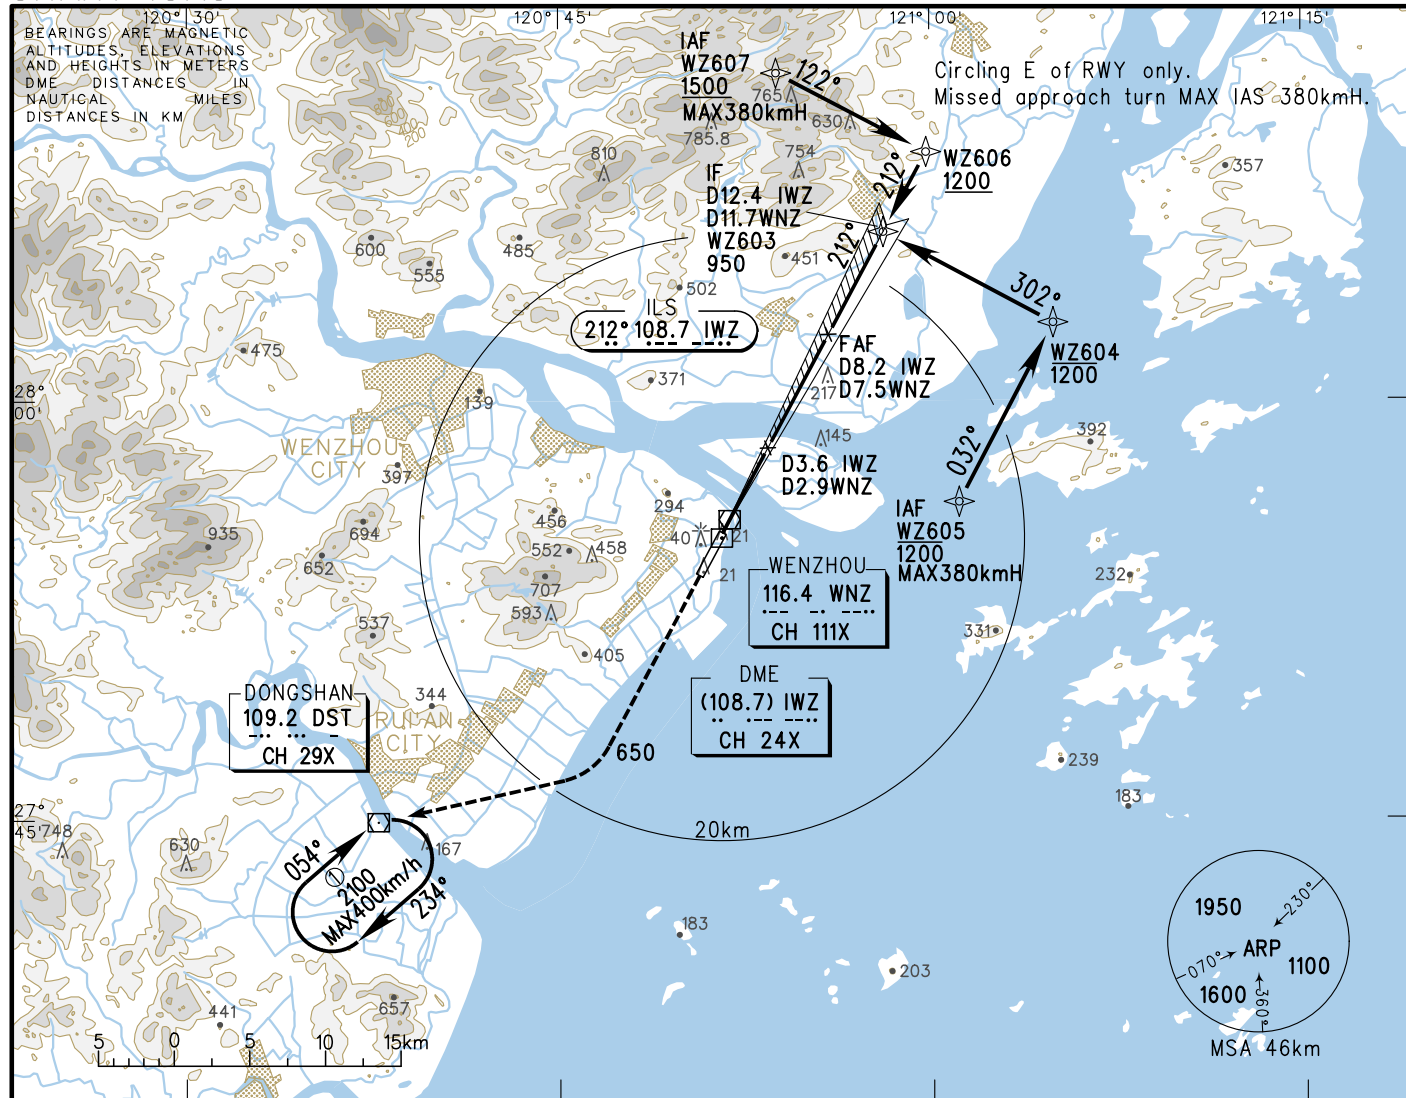 120° 30'
120° 45'
121° 00'
121° 15'
BEARINGS ARE MAGNETIC
ALTITUDES, ELEVATIONS
AND HEIGHTS IN METERS
DME DISTANCES IN
NAUTICAL MILES
DISTANCES IN KM
IAF
WZ607
1500
MAX380kmH
122°
765
630
785.8
Circling E of RWY only.
Missed approach turn MAX IAS 380kmH.
810
754
WZ606
1200
212°
357
IF
D12.4 IWZ
D11.7WNZ
WZ603
950
212°
451
600
555
485
502
302°
ILS
212° 108.7 IWZ
WZ604
1200
FAF
D8.2 IWZ
D7.5WNZ
217
475
371
139
28°
00'
WENZHOU
CITY
397
145
392
D3.6 IWZ
D2.9WNZ
032°
IAF
WZ605
1200
MAX380kmH
294
456
694
935
652
552
458
40
21
21
707
593
WENZHOU
116.4 WNZ
CH 111X
232
537
331
405
DME
(108.7) IWZ
CH 24X
DONGSHAN
109.2 DST
CH 29X
344
RUI'AN
CITY
650
239
183
27°
45'
748
630
20km
167
054°
1
2100
MAX400km/h
234°
183
203
657
441
5 0 5 10 15km
1950
230°
ARP
070°
1100
1600
360°
MSA 46km